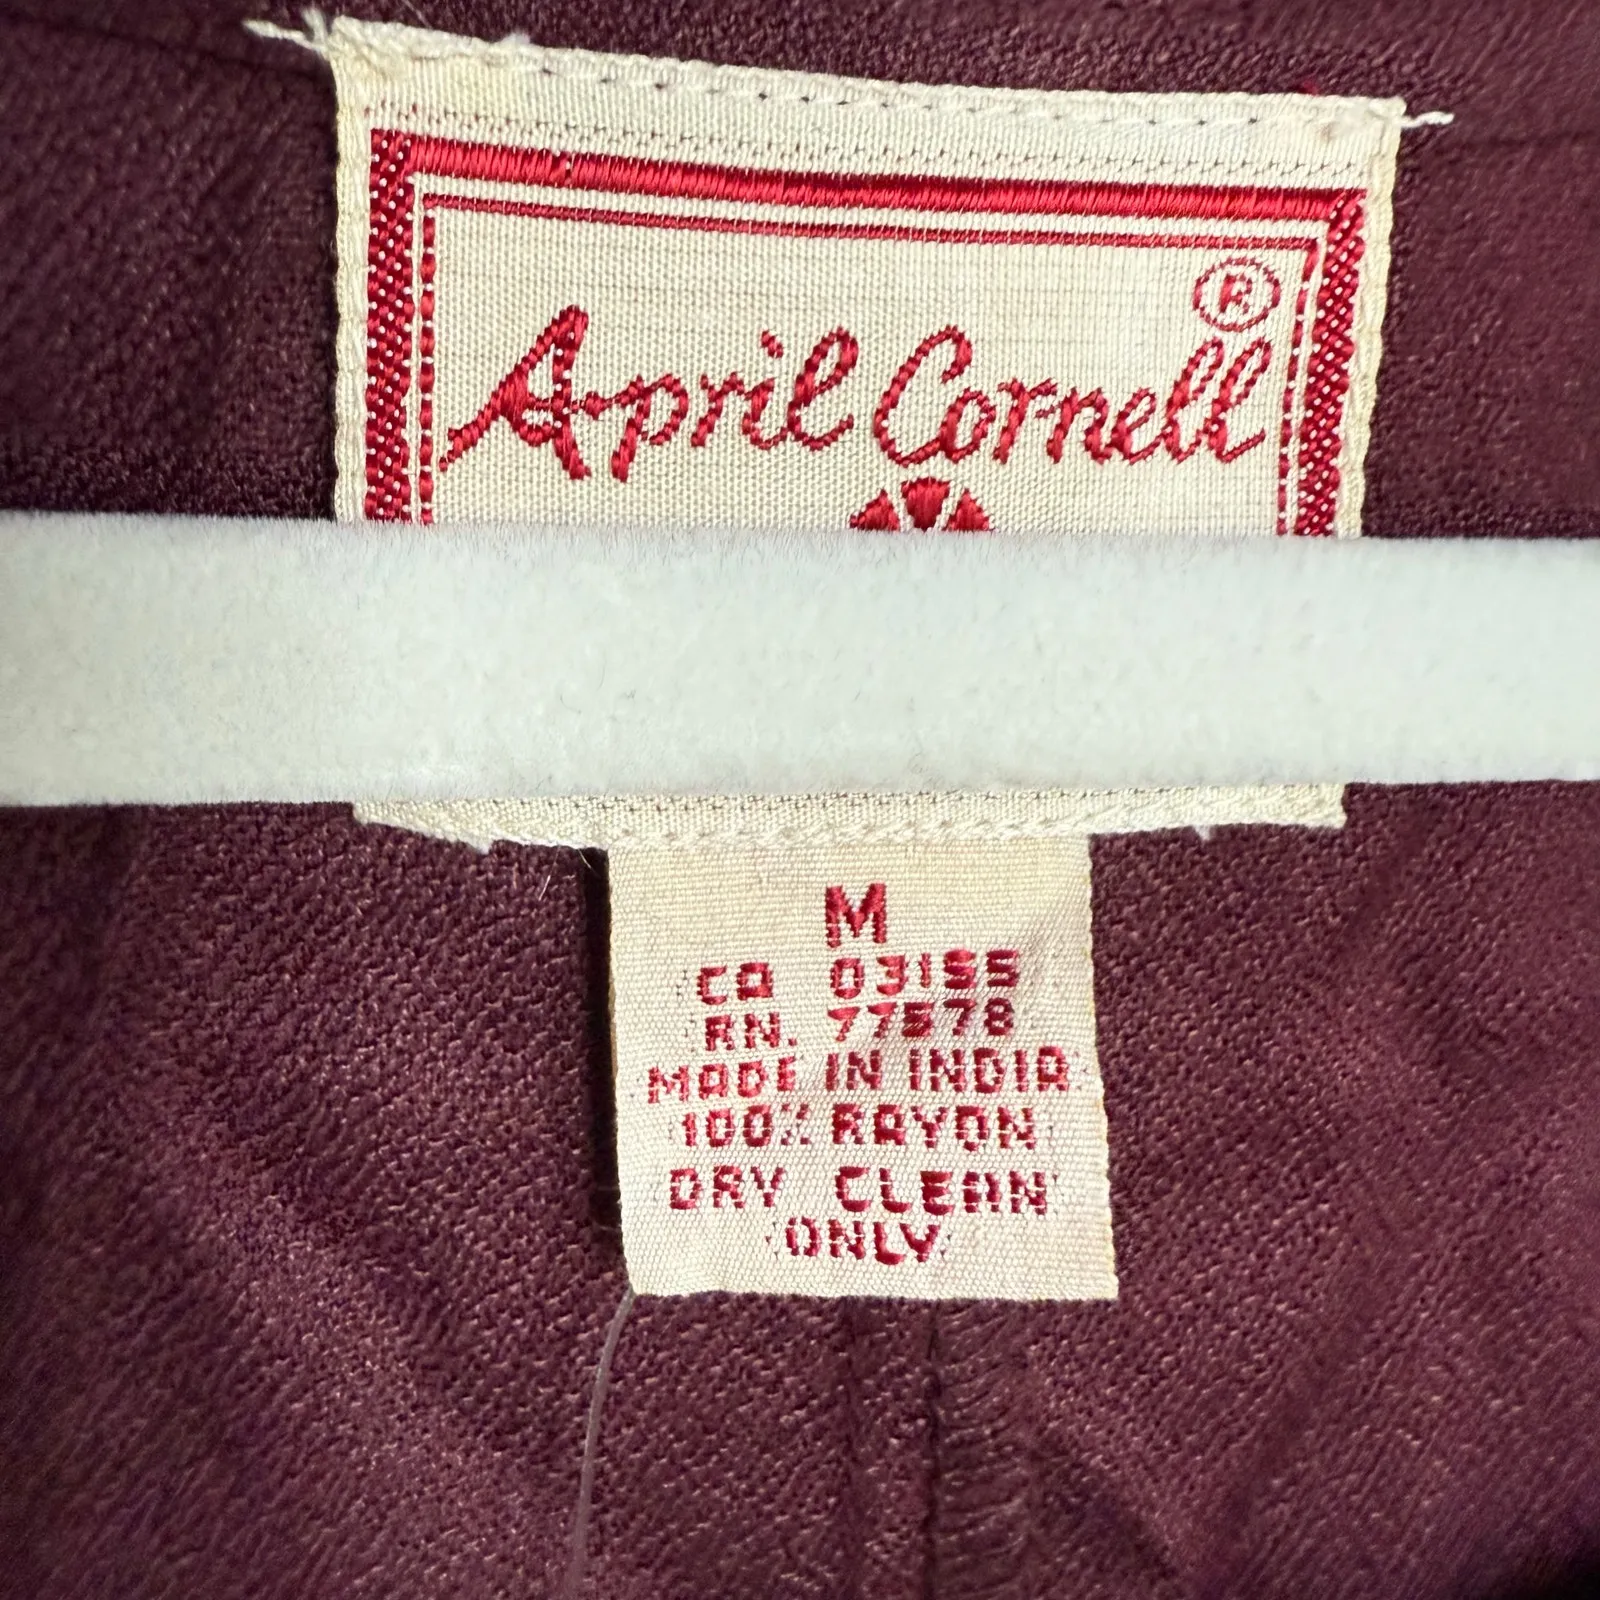 April Cornell ®
M
CA 03155
RN. 77578
MADE IN INDIA
100% RAYON
DRY CLEAN
ONLY